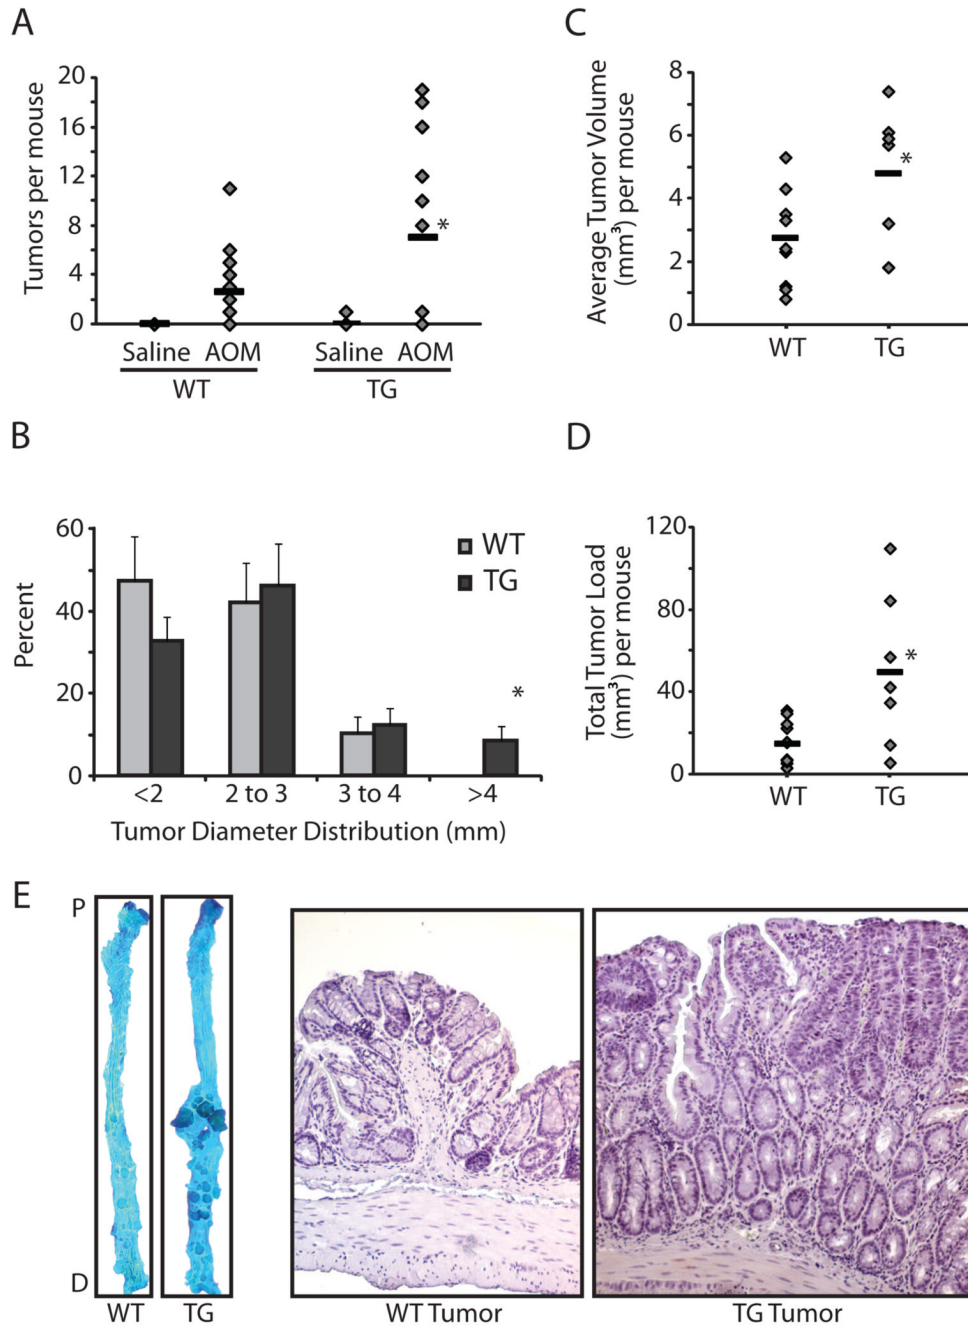 A
Tumors per mouse
20
16
12
8
4
0
*
Saline AOM Saline AOM
WT TG
C
Average Tumor Volume
(mm³) per mouse
8
6
4
2
0
*
WT TG
B
Percent
60
40
20
0
WT
TG
*
<2 2 to 3 3 to 4 >4
Tumor Diameter Distribution (mm)
D
Total Tumor Load
(mm³) per mouse
120
80
40
0
*
WT TG
E
P
D
WT TG WT Tumor TG Tumor